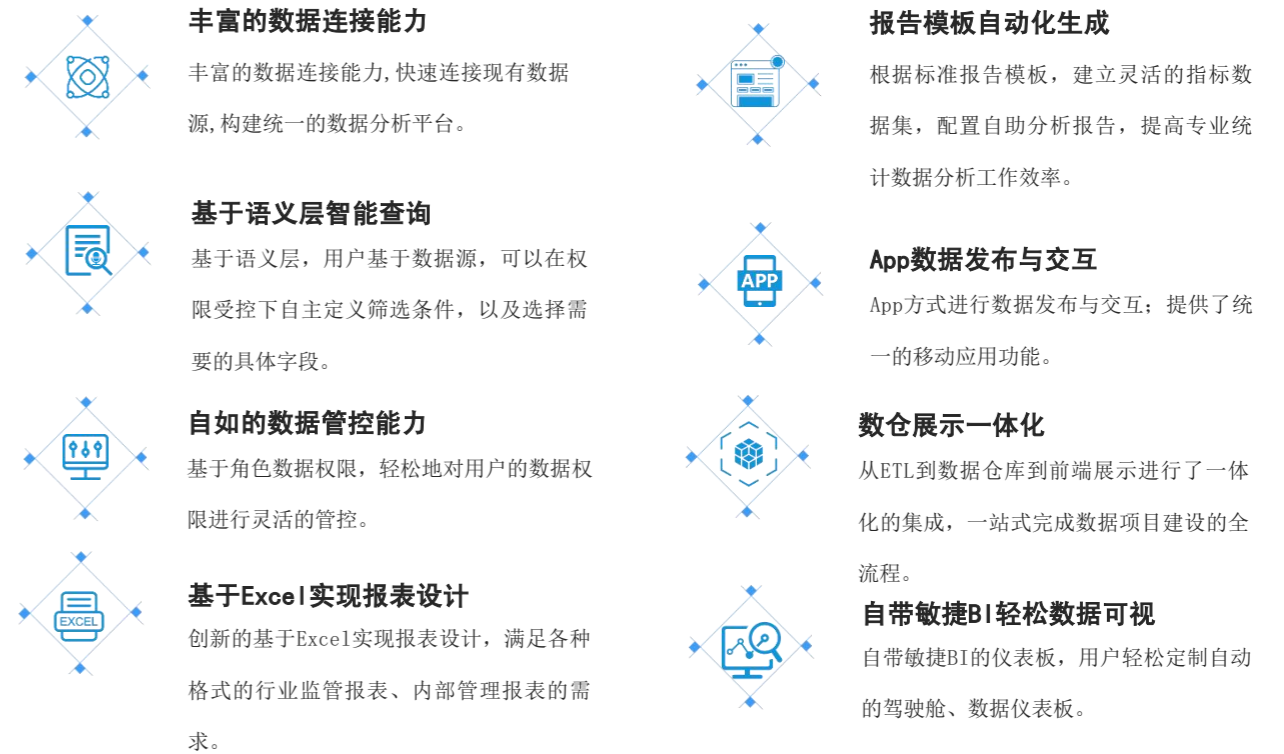 丰富的数据连接能力
丰富的数据连接能力,快速连接现有数据
源,构建统一的数据分析平台。
基于语义层智能查询
基于语义层，用户基于数据源，可以在权
限受控下自主定义筛选条件，以及选择需
要的具体字段。
自如的数据管控能力
基于角色数据权限，轻松地对用户的数据权
限进行灵活的管控。
EXCEL
基于Excel实现报表设计
创新的基于Excel实现报表设计，满足各种
格式的行业监管报表、内部管理报表的需
求。
报告模板自动化生成
根据标准报告模板，建立灵活的指标数
据集，配置自助分析报告，提高专业统
计数据分析工作效率。
APP
App数据发布与交互
App方式进行数据发布与交互；提供了统
一的移动应用功能。
数仓展示一体化
从ETL到数据仓库到前端展示进行了一体
化的集成，一站式完成数据项目建设的全
流程。
自带敏捷BI轻松数据可视
自带敏捷BI的仪表板，用户轻松定制自动
的驾驶舱、数据仪表板。